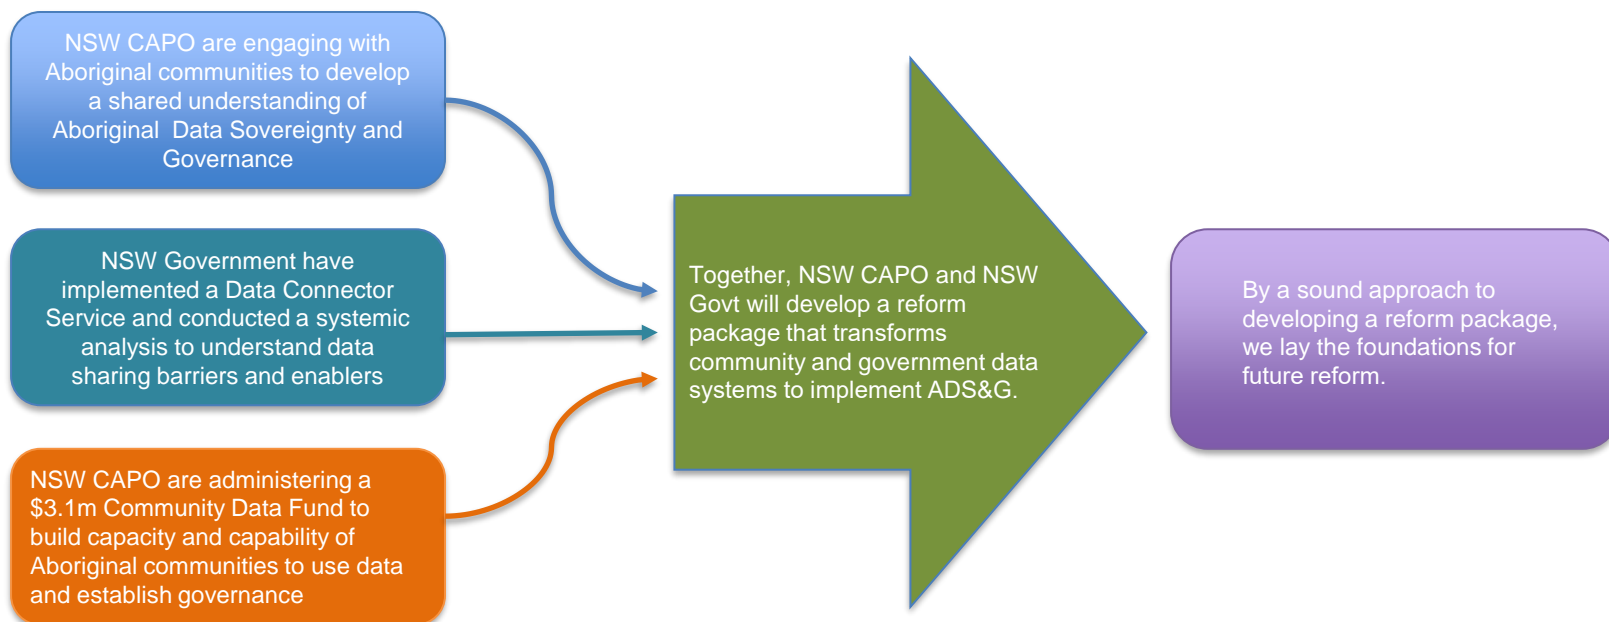 NSW CAPO are engaging with
Aboriginal communities to develop
a shared understanding of
Aboriginal  Data Sovereignty and
Governance
NSW Government have
implemented a Data Connector
Service and conducted a systemic
analysis to understand data
sharing barriers and enablers
NSW CAPO are administering a
$3.1m Community Data Fund to
build capacity and capability of
Aboriginal communities to use data
and establish governance
Together, NSW CAPO and NSW
Govt will develop a reform
package that transforms
community and government data
systems to implement ADS&G.
By a sound approach to
developing a reform package,
we lay the foundations for
future reform.